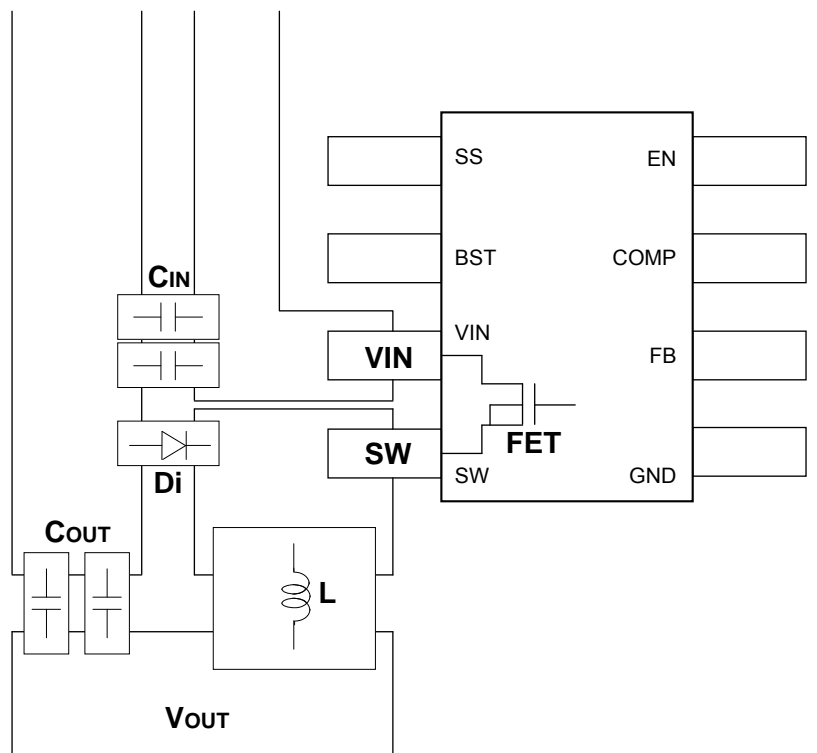 SS
EN
BST
COMP
CIN
VIN
VIN
FB
FET
SW
SW
GND
Di
COUT
L
VOUT